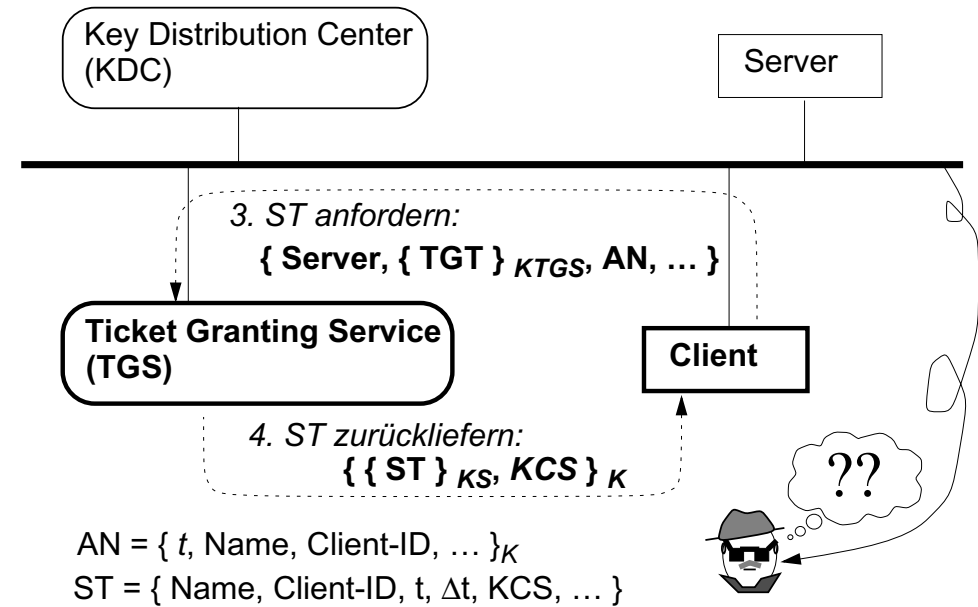 Key Distribution Center
(KDC)
Server
3. ST anfordern:
{ Server, { TGT } KTGS, AN, … }
Ticket Granting Service
(TGS)
Client
4. ST zurückliefern:
{ { ST } KS, KCS } K
??
AN = { t, Name, Client-ID, … }K
ST = { Name, Client-ID, t, Δt, KCS, … }